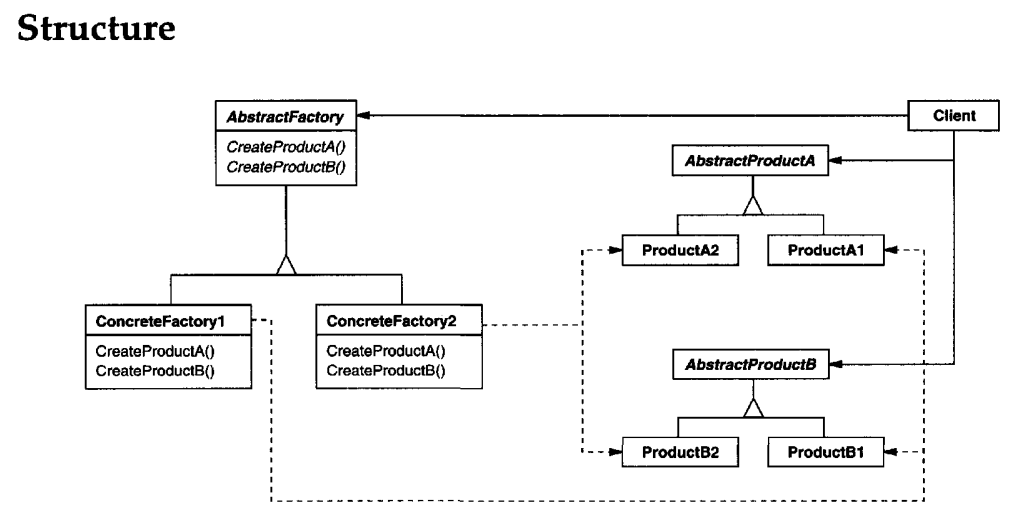 Structure
AbstractFactory
CreateProductA()
CreateProductB()
Client
AbstractProductA
ProductA2
ProductA1
ConcreteFactory1
CreateProductA()
CreateProductB()
ConcreteFactory2
CreateProductA()
CreateProductB()
AbstractProductB
ProductB2
ProductB1